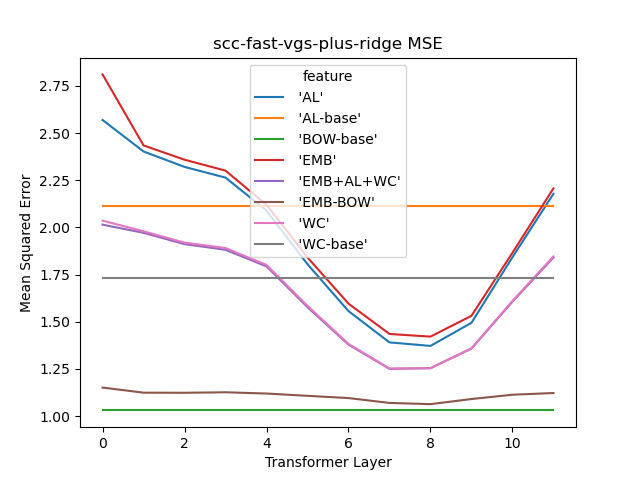 scc-fast-vgs-plus-ridge MSE
feature
'AL'
'AL-base'
'BOW-base'
'EMB'
'EMB+AL+WC'
'EMB-BOW'
'WC'
'WC-base'
Mean Squared Error
2.75
2.50
2.25
2.00
1.75
1.50
1.25
1.00
0 2 4 6 8 10
Transformer Layer